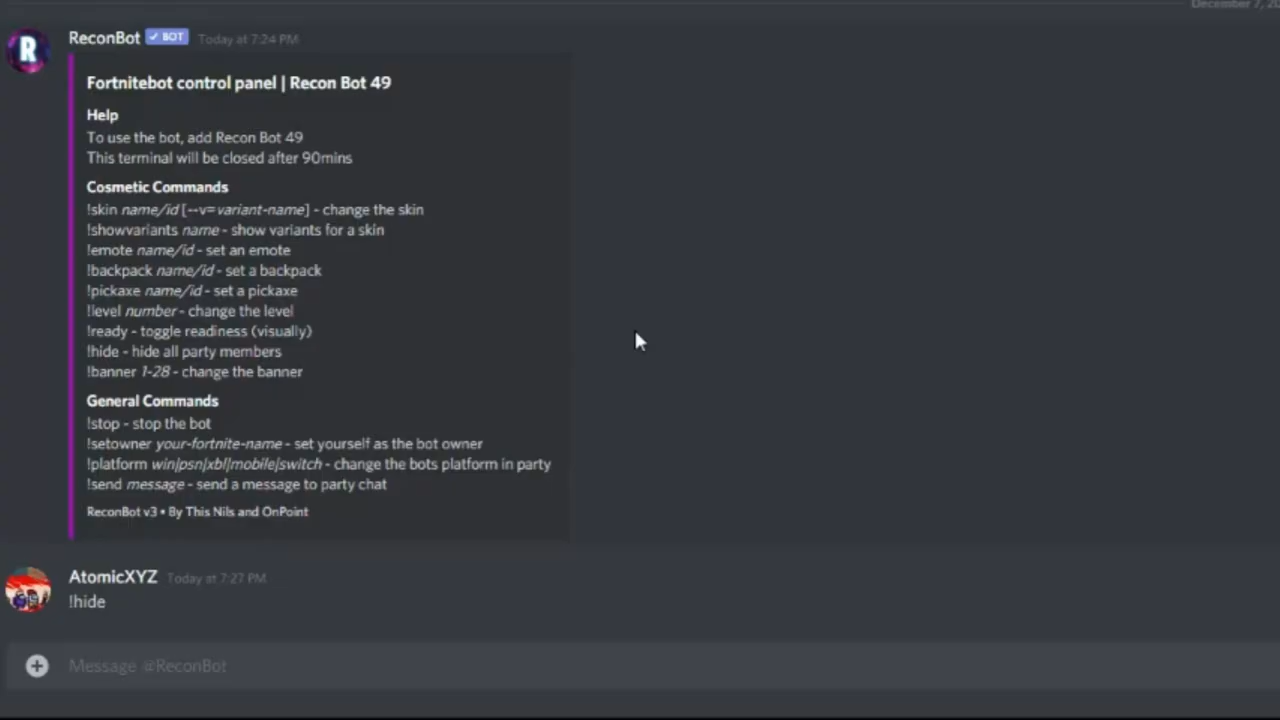 December 7, 20
ReconBot ✓ BOT Today at 7:24 PM
R
Fortnitebot control panel | Recon Bot 49
Help
To use the bot, add Recon Bot 49
This terminal will be closed after 90mins
Cosmetic Commands
!skin name/id [--v=variant-name] - change the skin
!showvariants name - show variants for a skin
!emote name/id - set an emote
!backpack name/id - set a backpack
!pickaxe name/id - set a pickaxe
!level number - change the level
!ready - toggle readiness (visually)
!hide - hide all party members
!banner 1-28 - change the banner
General Commands
!stop - stop the bot
!setowner your-fortnite-name - set yourself as the bot owner
!platform win|psn|xbl|mobile|switch - change the bots platform in party
!send message - send a message to party chat
ReconBot v3 • By This Nils and OnPoint
AtomicXYZ Today at 7:27 PM
!hide
Message @ReconBot